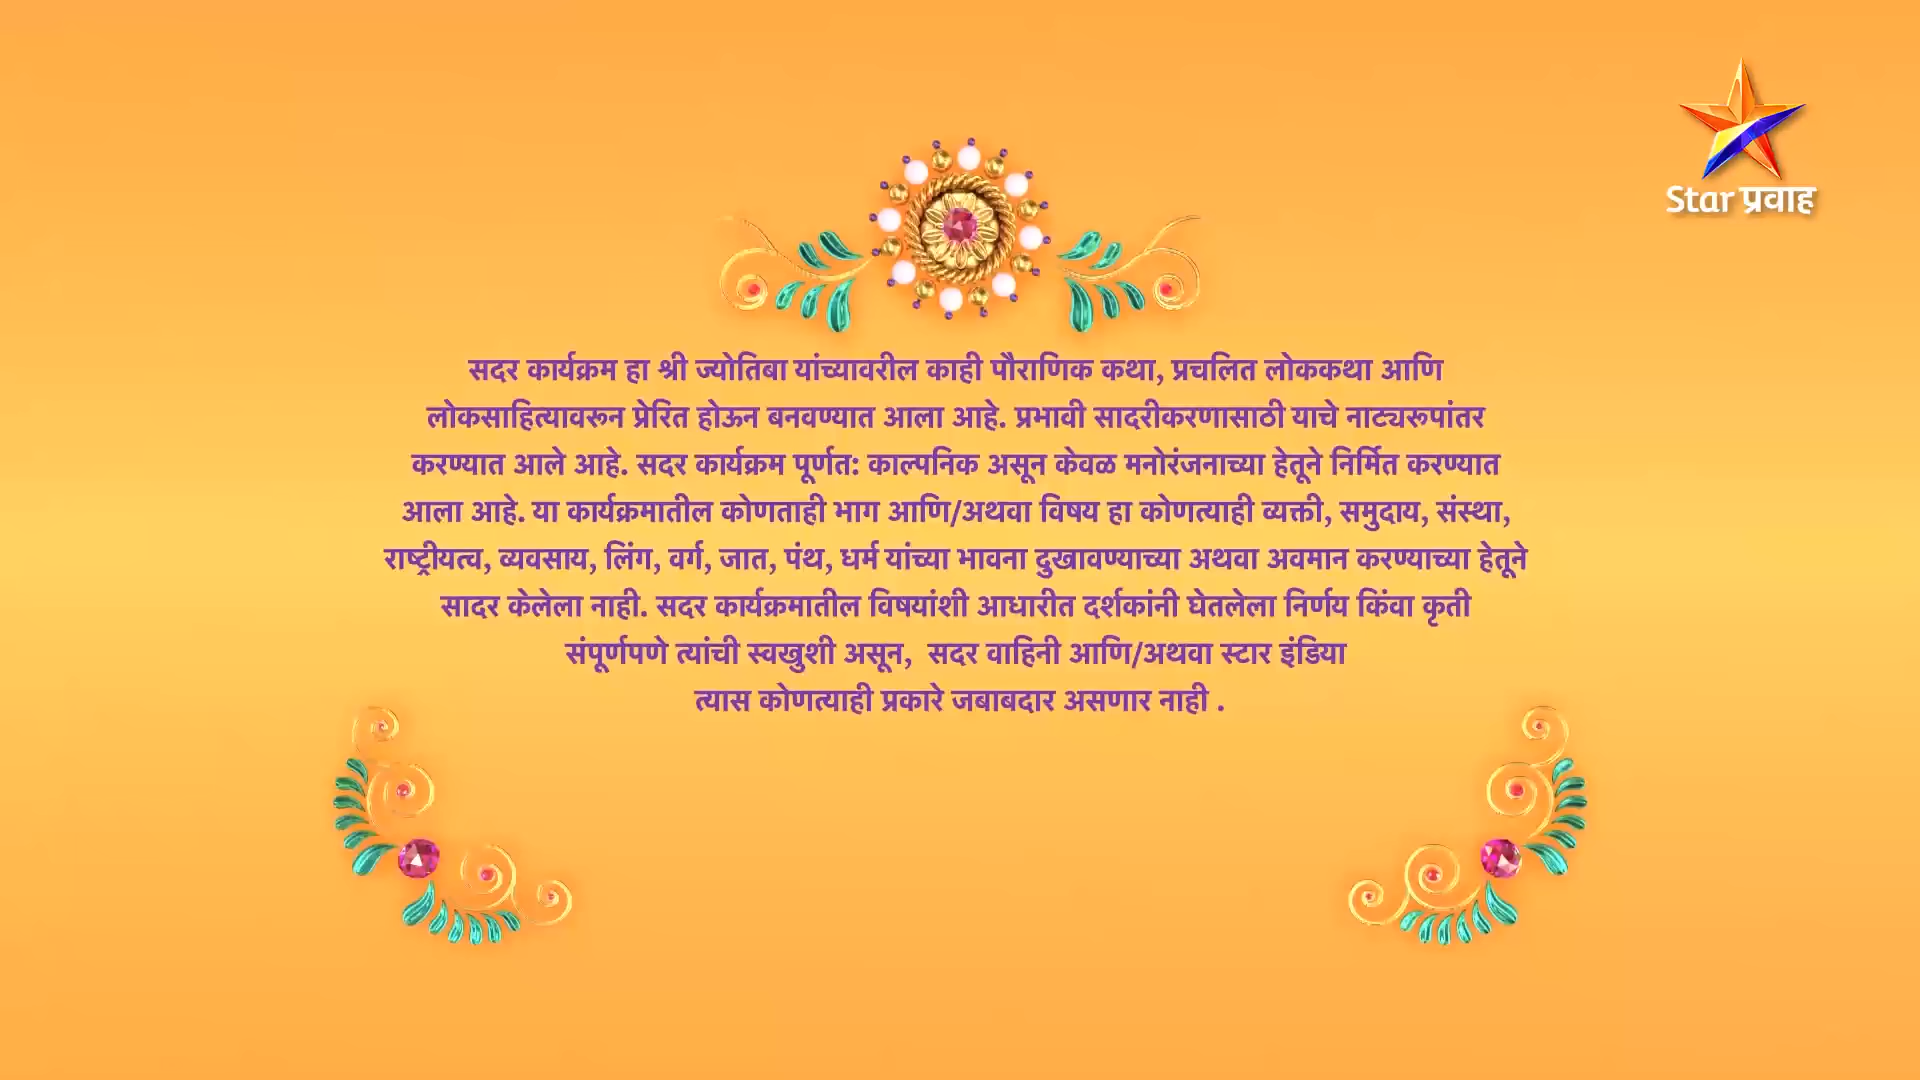 Star प्रवाह
सदर कार्यक्रम हा श्री ज्योतिबा यांच्यावरील काही पौराणिक कथा, प्रचलित लोककथा आणि
लोकसाहित्यावरून प्रेरित होऊन बनवण्यात आला आहे. प्रभावी सादरीकरणासाठी याचे नाट्यरूपांतर
करण्यात आले आहे. सदर कार्यक्रम पूर्णत: काल्पनिक असून केवळ मनोरंजनाच्या हेतूने निर्मित करण्यात
आला आहे. या कार्यक्रमातील कोणताही भाग आणि/अथवा विषय हा कोणत्याही व्यक्ती, समुदाय, संस्था,
राष्ट्रीयत्व, व्यवसाय, लिंग, वर्ग, जात, पंथ, धर्म यांच्या भावना दुखावण्याच्या अथवा अवमान करण्याच्या हेतूने
सादर केलेला नाही. सदर कार्यक्रमातील विषयांशी आधारीत दर्शकांनी घेतलेला निर्णय किंवा कृती
संपूर्णपणे त्यांची स्वखुशी असून, सदर वाहिनी आणि/अथवा स्टार इंडिया
त्यास कोणत्याही प्रकारे जबाबदार असणार नाही .